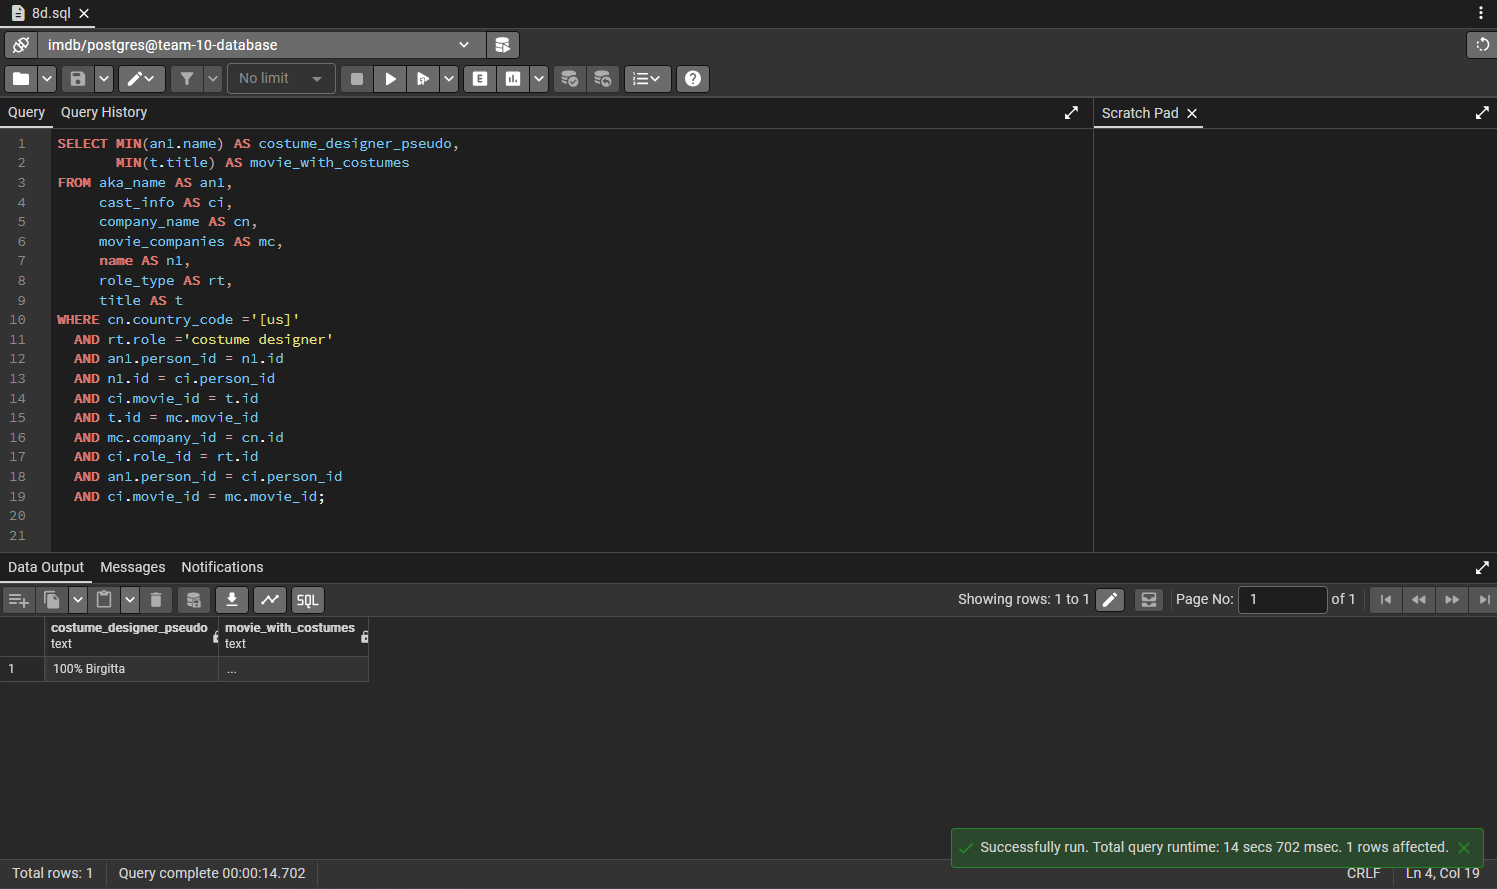 8d.sql
imdb/postgres@team-10-database
No limit
E
Query Query History
Scratch Pad
1 SELECT MIN(an1.name) AS costume_designer_pseudo,
2 MIN(t.title) AS movie_with_costumes
3 FROM aka_name AS an1,
4 cast_info AS ci,
5 company_name AS cn,
6 movie_companies AS mc,
7 name AS n1,
8 role_type AS rt,
9 title AS t
10 WHERE cn.country_code ='[us]'
11 AND rt.role ='costume designer'
12 AND an1.person_id = n1.id
13 AND n1.id = ci.person_id
14 AND ci.movie_id = t.id
15 AND t.id = mc.movie_id
16 AND mc.company_id = cn.id
17 AND ci.role_id = rt.id
18 AND an1.person_id = ci.person_id
19 AND ci.movie_id = mc.movie_id;
20
21
Data Output Messages Notifications
SQL
Showing rows: 1 to 1
Page No: 1 of 1
costume_designer_pseudo movie_with_costumes
text text
1 100% Birgitta ...
Successfully run. Total query runtime: 14 secs 702 msec. 1 rows affected.
Total rows: 1 Query complete 00:00:14.702 CRLF Ln 4, Col 19